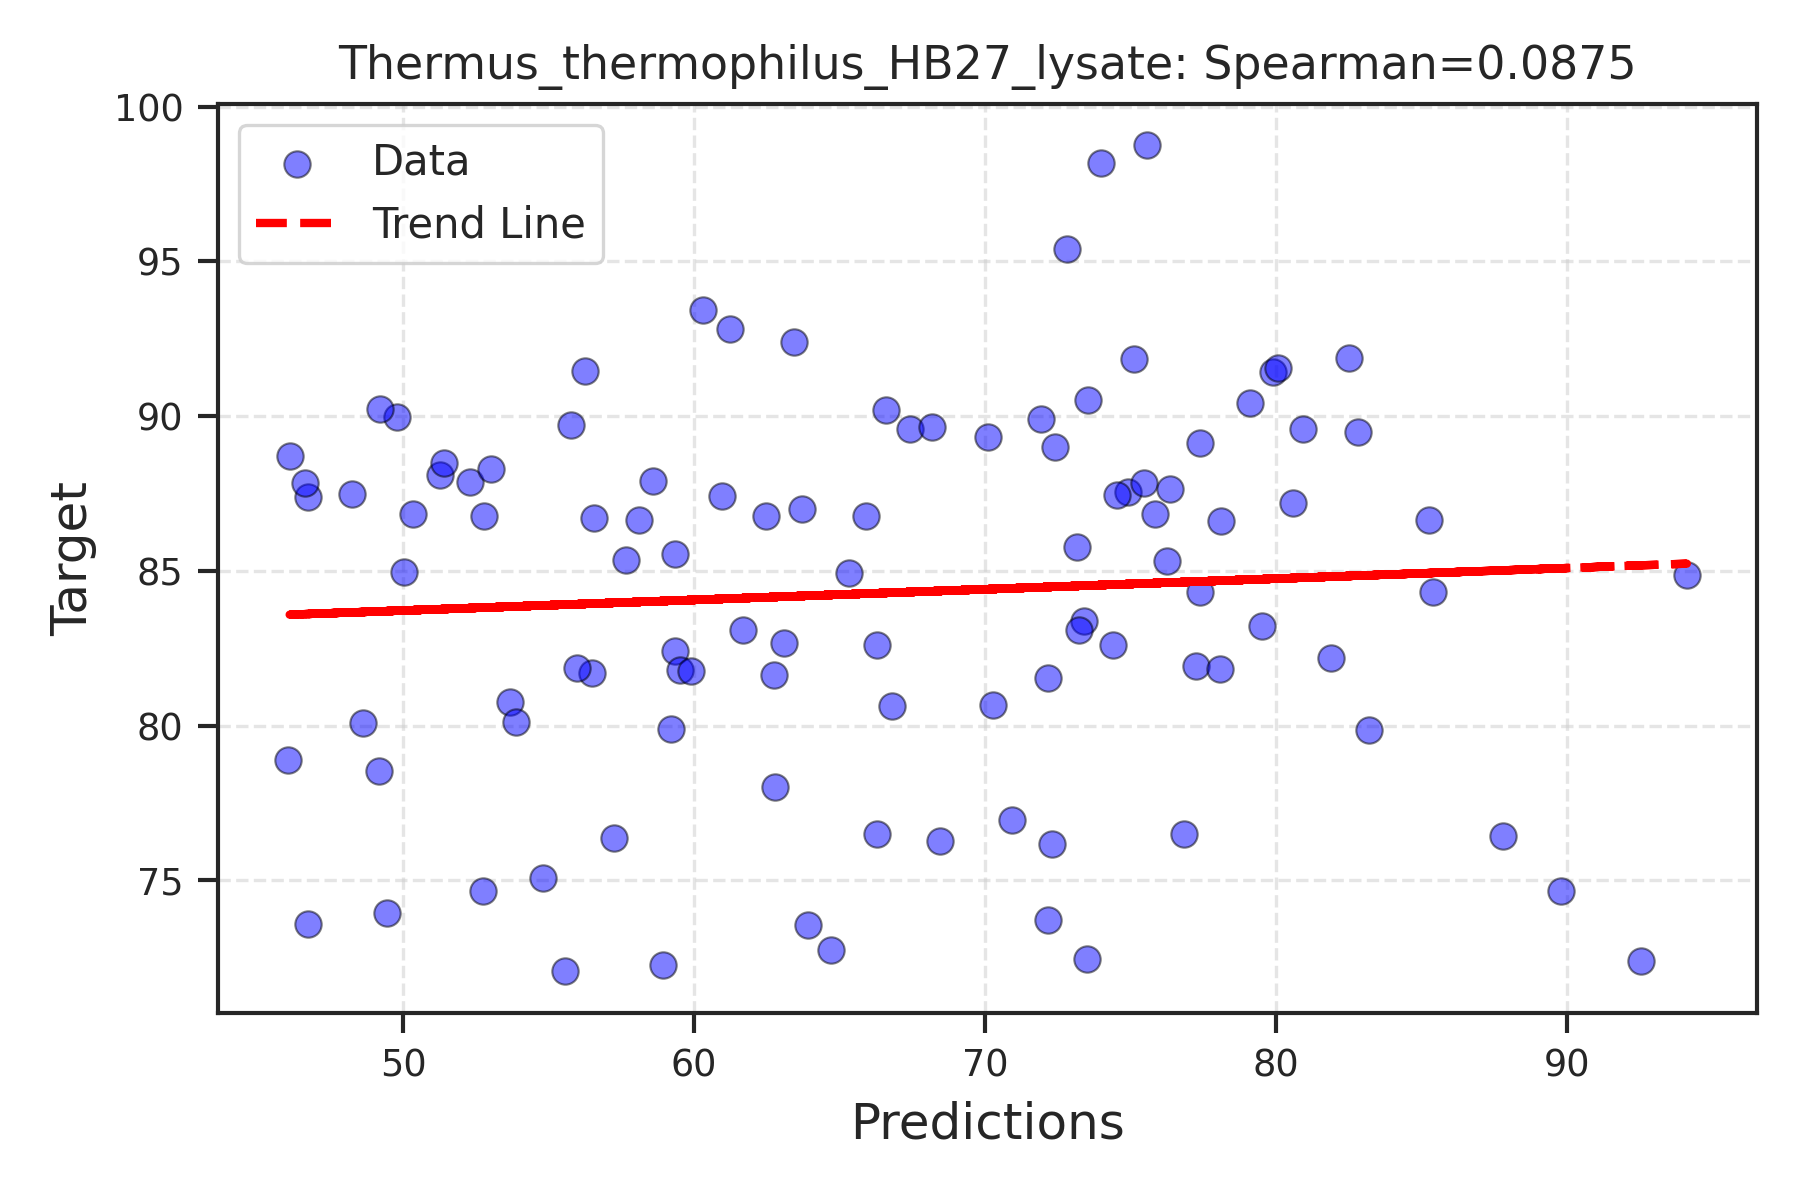 Thermus_thermophilus_HB27_lysate: Spearman=0.0875
Data
Trend Line
Target
100
95
90
85
80
75
50
60
70
80
90
Predictions